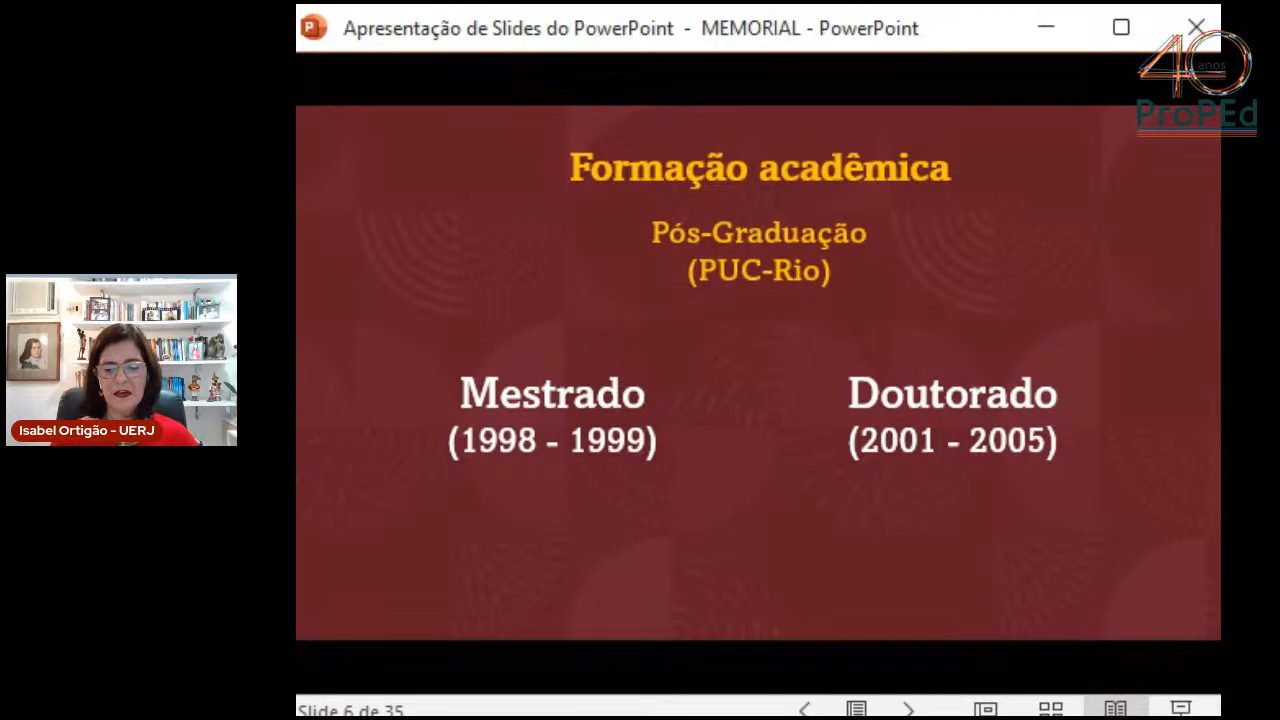 Apresentação de Slides do PowerPoint - MEMORIAL - PowerPoint
40 anos
ProPEd
Formação acadêmica
Pós-Graduação
(PUC-Rio)
Mestrado
(1998 - 1999)
Doutorado
(2001 - 2005)
Isabel Ortigão - UERJ
Slide 6 de 35